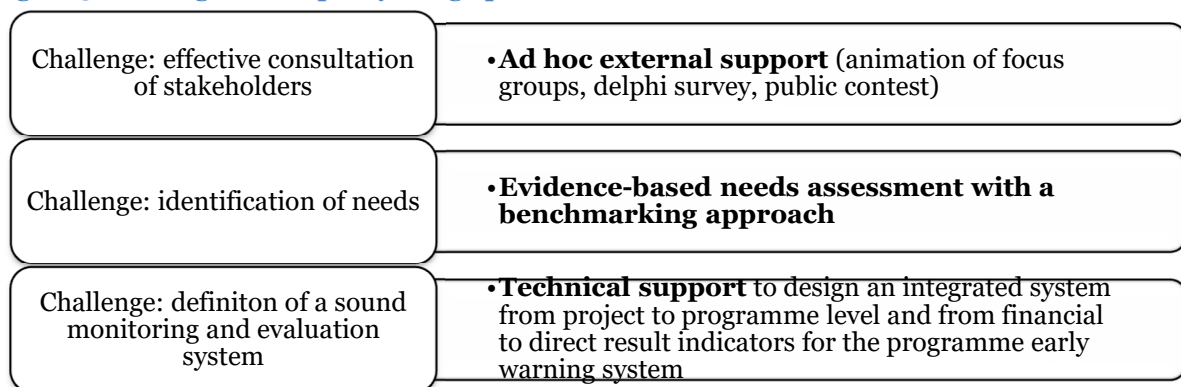 Challenge: effective consultation
of stakeholders
•Ad hoc external support (animation of focus
groups, delphi survey, public contest)
Challenge: identification of needs
•Evidence-based needs assessment with a
benchmarking approach
Challenge: definiton of a sound
monitoring and evaluation
system
•Technical support to design an integrated system
from project to programme level and from financial
to direct result indicators for the programme early
warning system